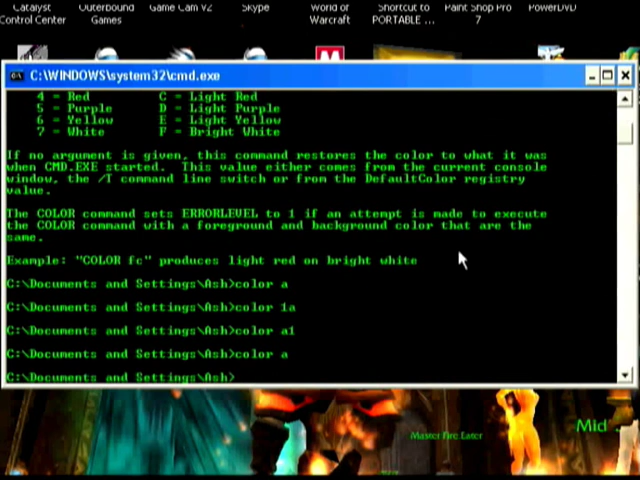 Catalyst Control Center
Outerbound Games
Game Cam V2
Skype
World of Warcraft
Shortcut to PORTABLE ...
Paint Shop Pro 7
PowerDVD
C:\WINDOWS\system32\cmd.exe
4 = Red C = Light Red
5 = Purple D = Light Purple
6 = Yellow E = Light Yellow
7 = White F = Bright White
If no argument is given, this command restores the color to what it was
when CMD.EXE started. This value either comes from the current console
window, the /T command line switch or from the DefaultColor registry
value.
The COLOR command sets ERRORLEVEL to 1 if an attempt is made to execute
the COLOR command with a foreground and background color that are the
same.
Example: "COLOR fc" produces light red on bright white
C:\Documents and Settings\Ash>color a
C:\Documents and Settings\Ash>color 1a
C:\Documents and Settings\Ash>color a1
C:\Documents and Settings\Ash>color a
C:\Documents and Settings\Ash>
Mid
Master Fire Eater